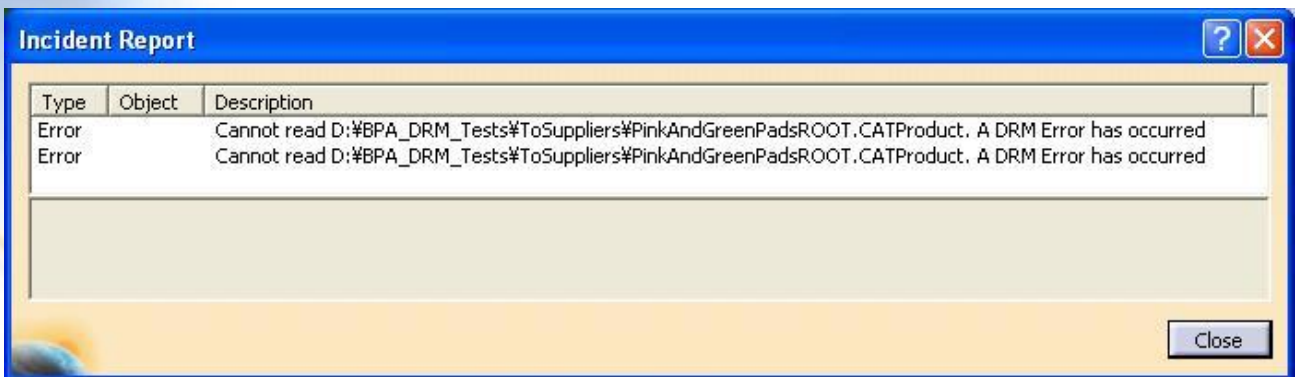 Incident Report
Type Object Description
Error Cannot read D:¥BPA_DRM_Tests¥ToSuppliers¥PinkAndGreenPadsROOT.CATProduct. A DRM Error has occurred
Error Cannot read D:¥BPA_DRM_Tests¥ToSuppliers¥PinkAndGreenPadsROOT.CATProduct. A DRM Error has occurred
Close